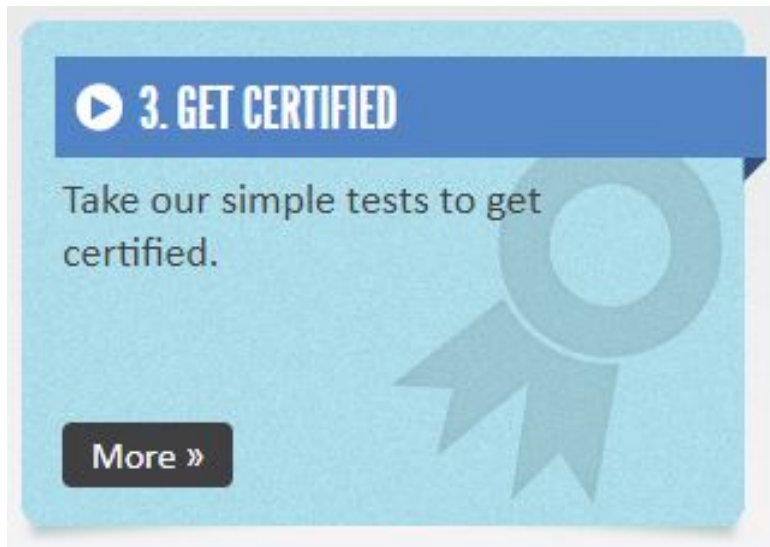 3. GET CERTIFIED
Take our simple tests to get
certified.
More »